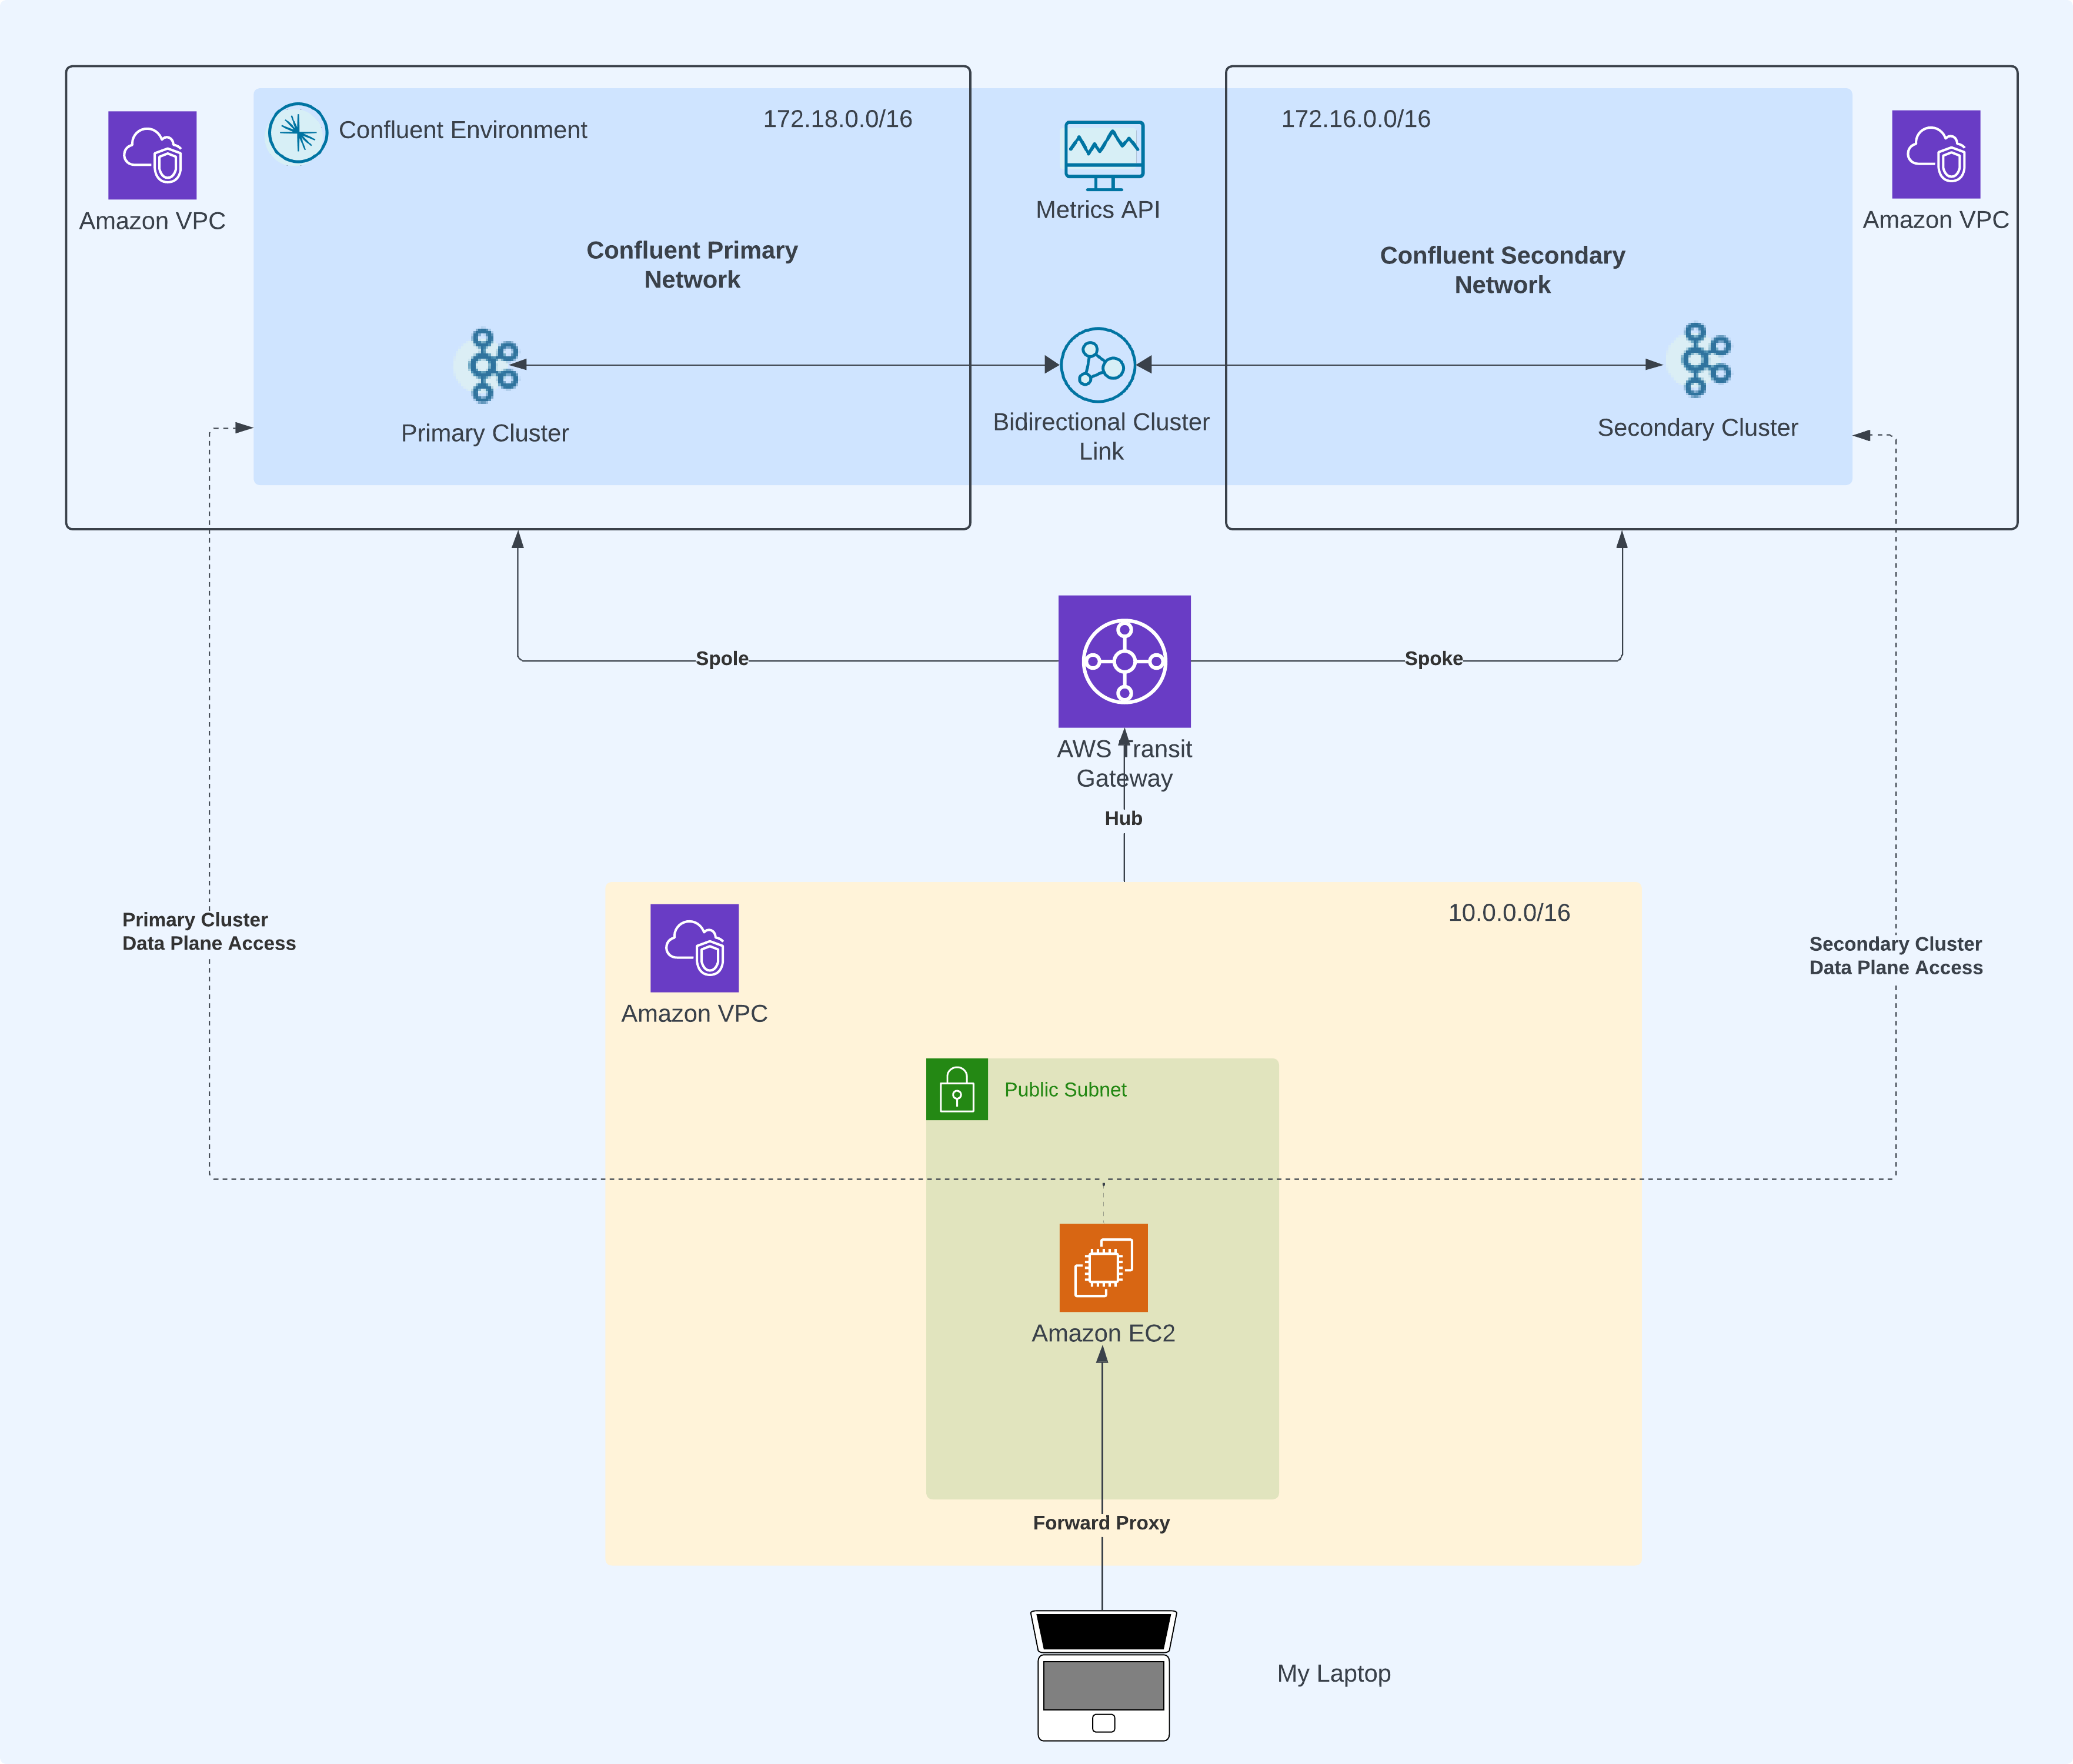 Confluent Environment
172.18.0.0/16
172.16.0.0/16
Amazon VPC
Metrics API
Amazon VPC
Confluent Primary
Network
Confluent Secondary
Network
Primary Cluster
Bidirectional Cluster
Link
Secondary Cluster
Spole
Spoke
AWS Transit
Gateway
Hub
Primary Cluster
Data Plane Access
10.0.0.0/16
Secondary Cluster
Data Plane Access
Amazon VPC
Public Subnet
Amazon EC2
Forward Proxy
My Laptop